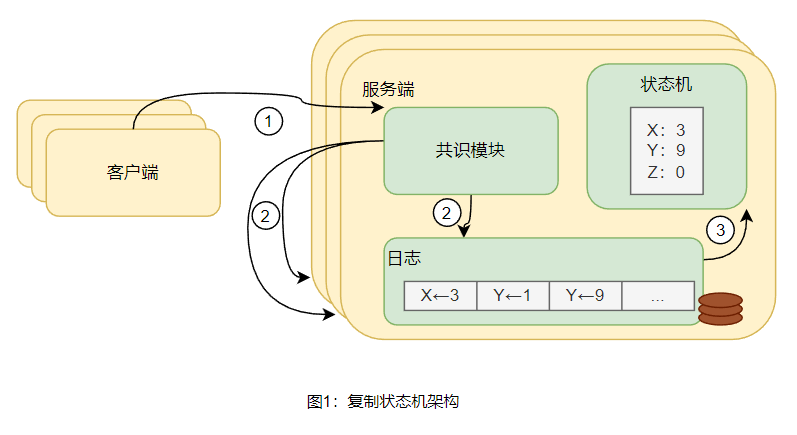 服务端
状态机
①
X：3
Y：9
Z：0
共识模块
客户端
②
②
③
日志
X←3
Y←1
Y←9
...
图1：复制状态机架构